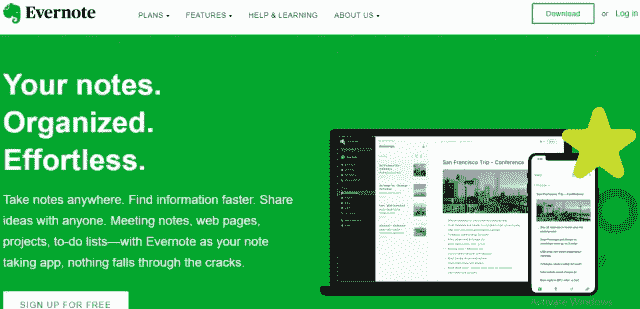 Evernote
PLANS
FEATURES
HELP & LEARNING
ABOUT US
Download
or
Log in
Your notes.
Organized.
Effortless.
Take notes anywhere. Find information faster. Share
ideas with anyone. Meeting notes, web pages,
projects, to-do lists—with Evernote as your note
taking app, nothing falls through the cracks.
SIGN UP FOR FREE
San Francisco Trip - Conference
San Francisco Trip - Conference
Activate Windows